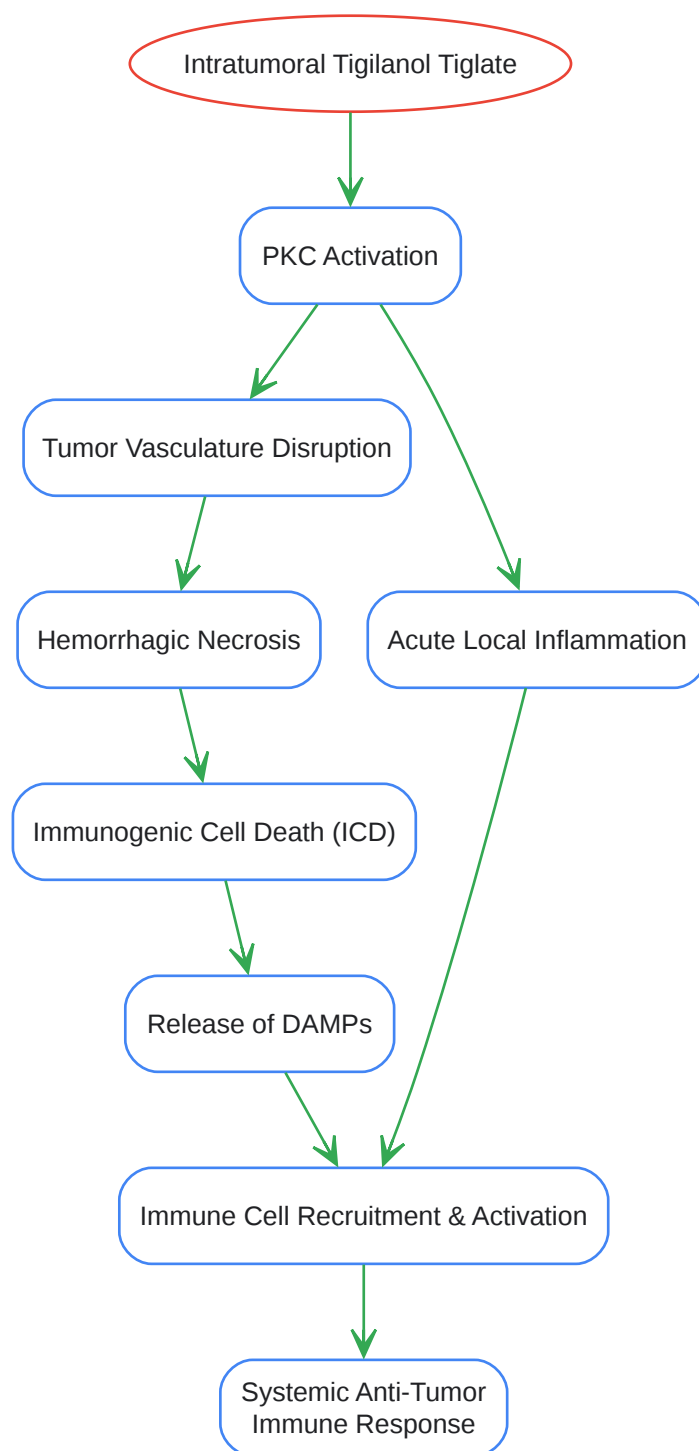 Intratumoral Tigilanol Tiglate
PKC Activation
Tumor Vasculature Disruption
Hemorrhagic Necrosis
Acute Local Inflammation
Immunogenic Cell Death (ICD)
Release of DAMPs
Immune Cell Recruitment & Activation
Systemic Anti-Tumor
Immune Response